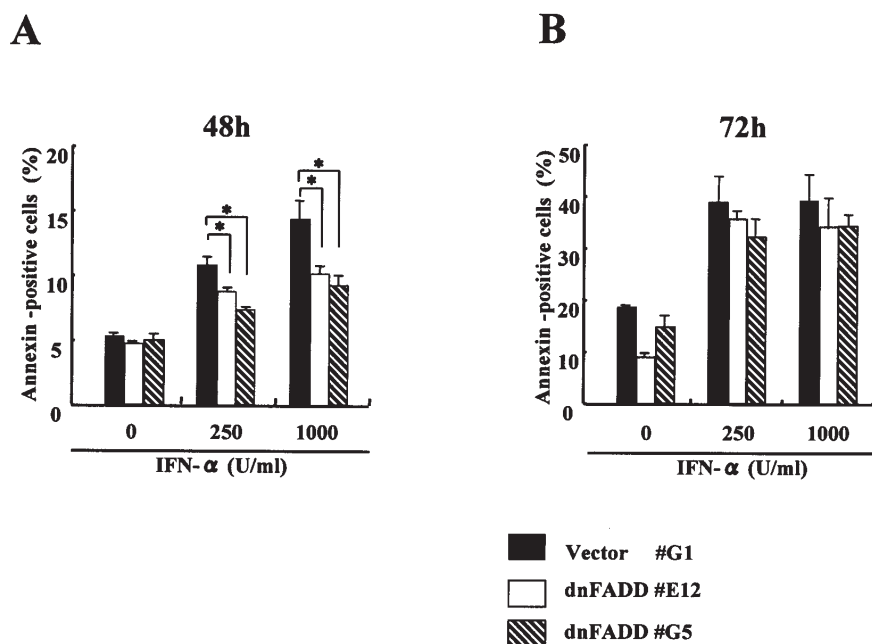 A
B
48h
72h
Annexin -positive cells (%)
20
15
10
5
0
* *
* *
0 250 1000
IFN-α (U/ml)
Annexin -positive cells (%)
50
40
30
20
10
0
0 250 1000
IFN-α (U/ml)
Vector #G1
dnFADD #E12
dnFADD #G5